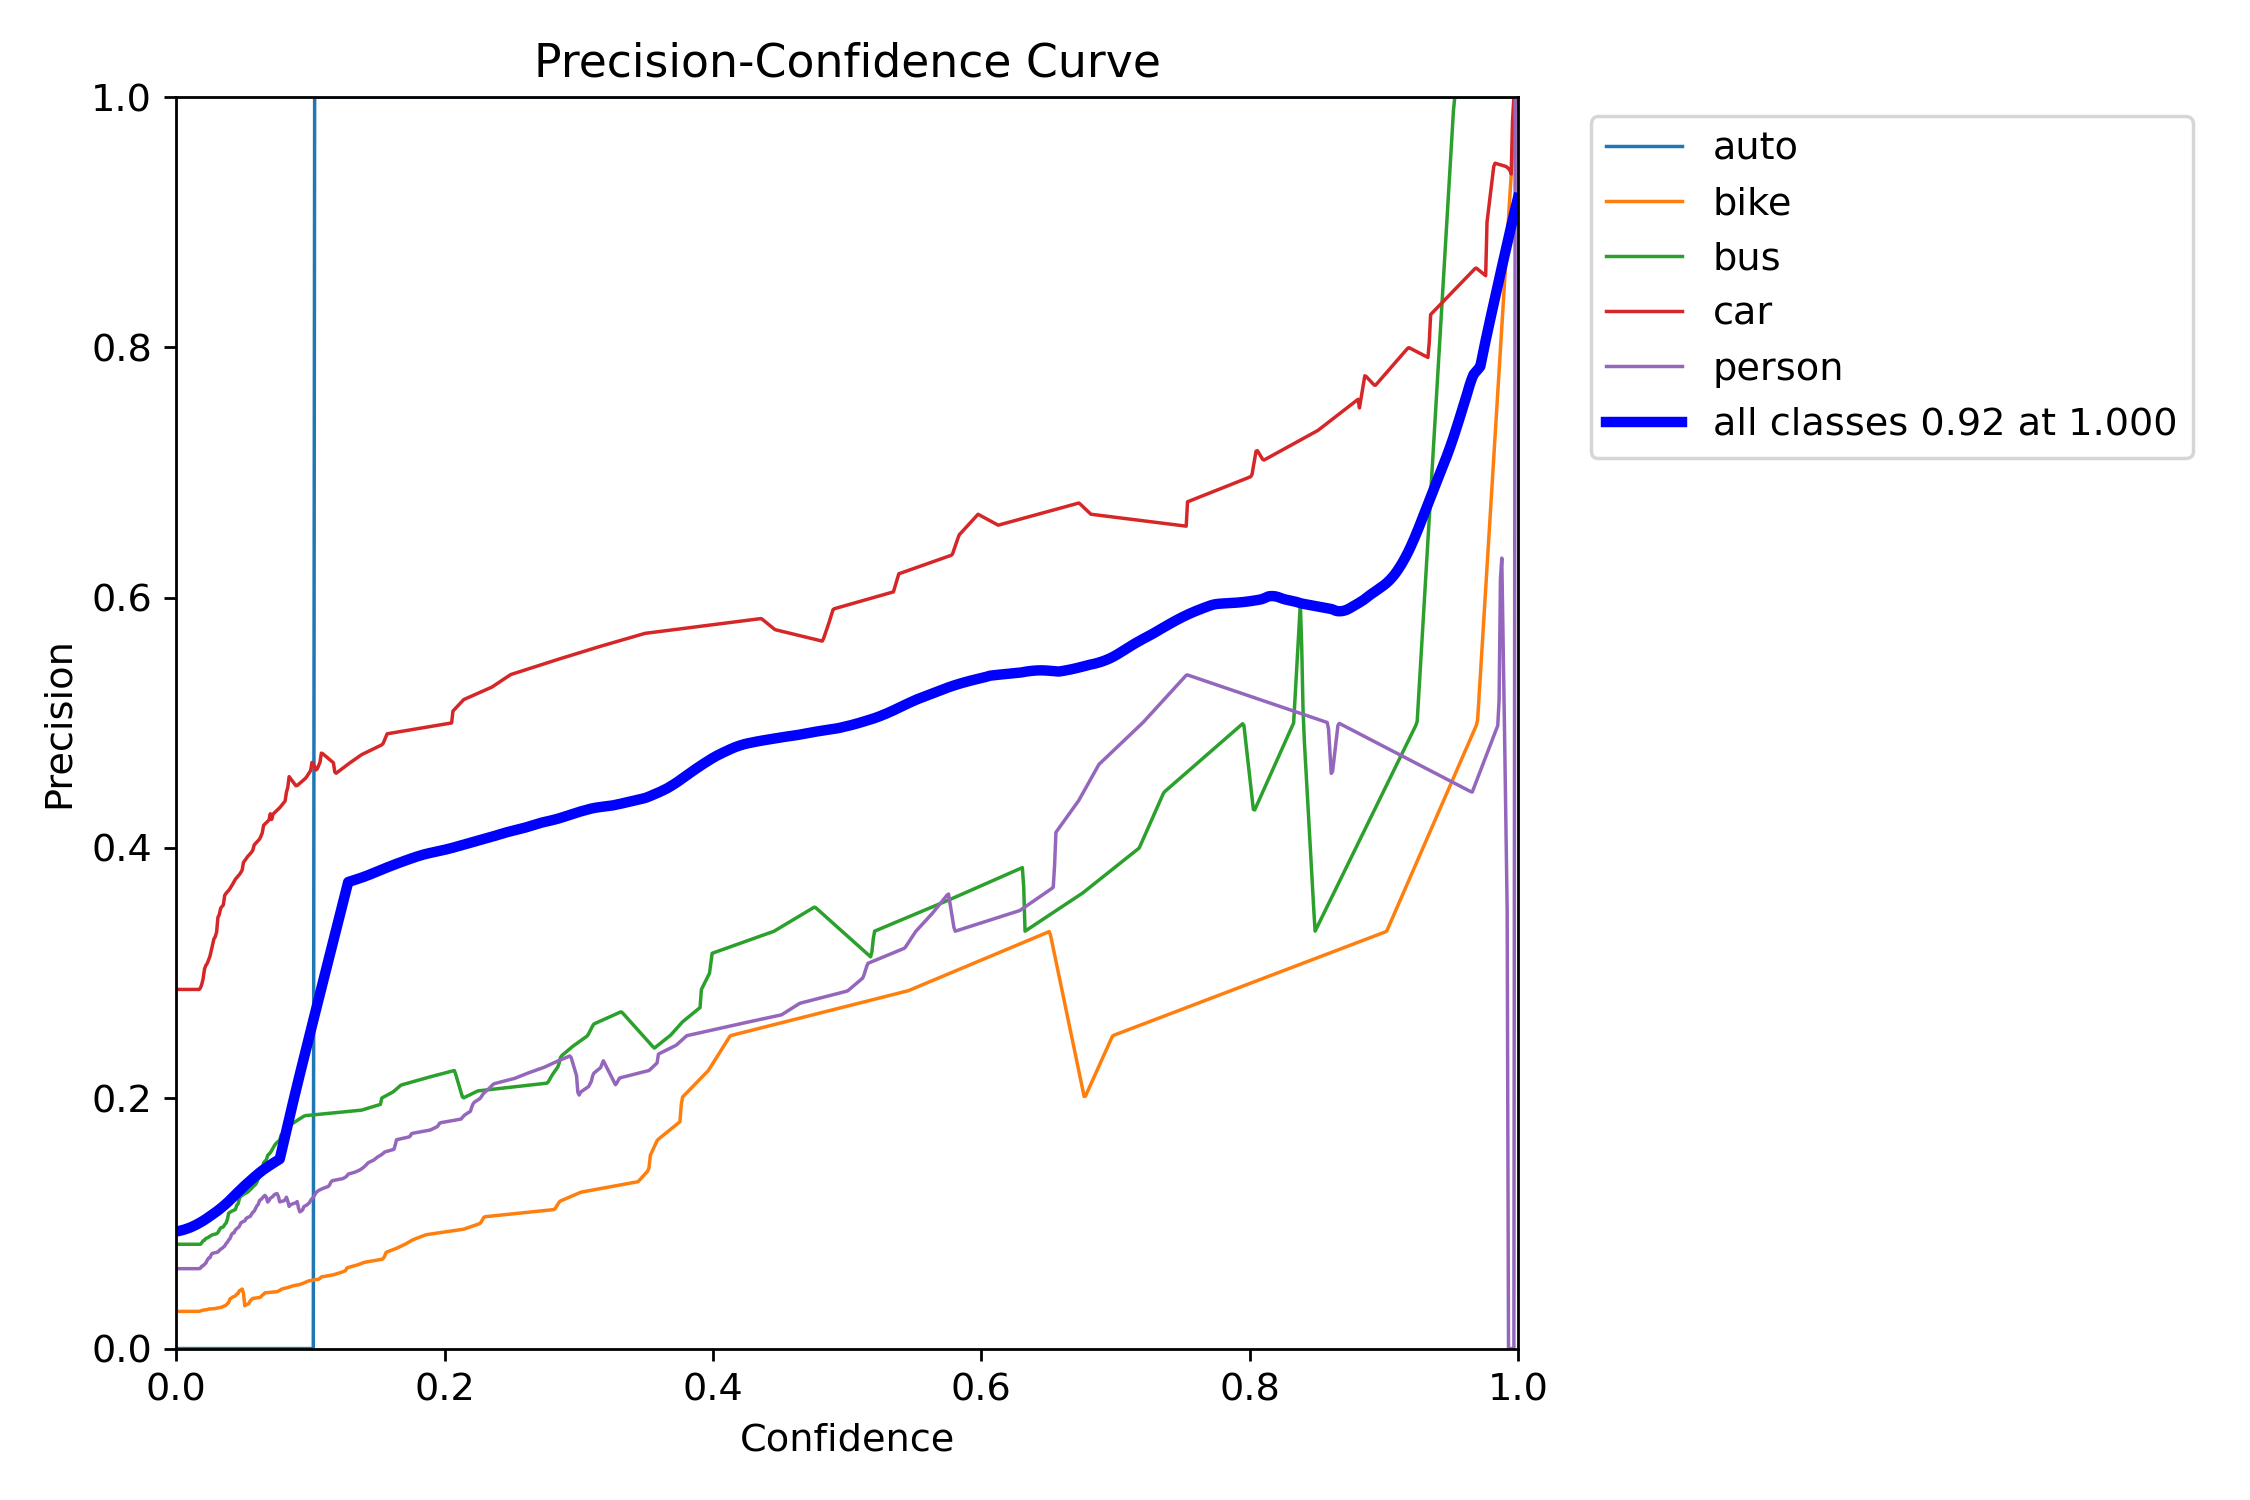 Precision-Confidence Curve
1.0
0.8
0.6
0.4
0.2
0.0
Precision
0.0 0.2 0.4 0.6 0.8 1.0
Confidence
auto
bike
bus
car
person
all classes 0.92 at 1.000